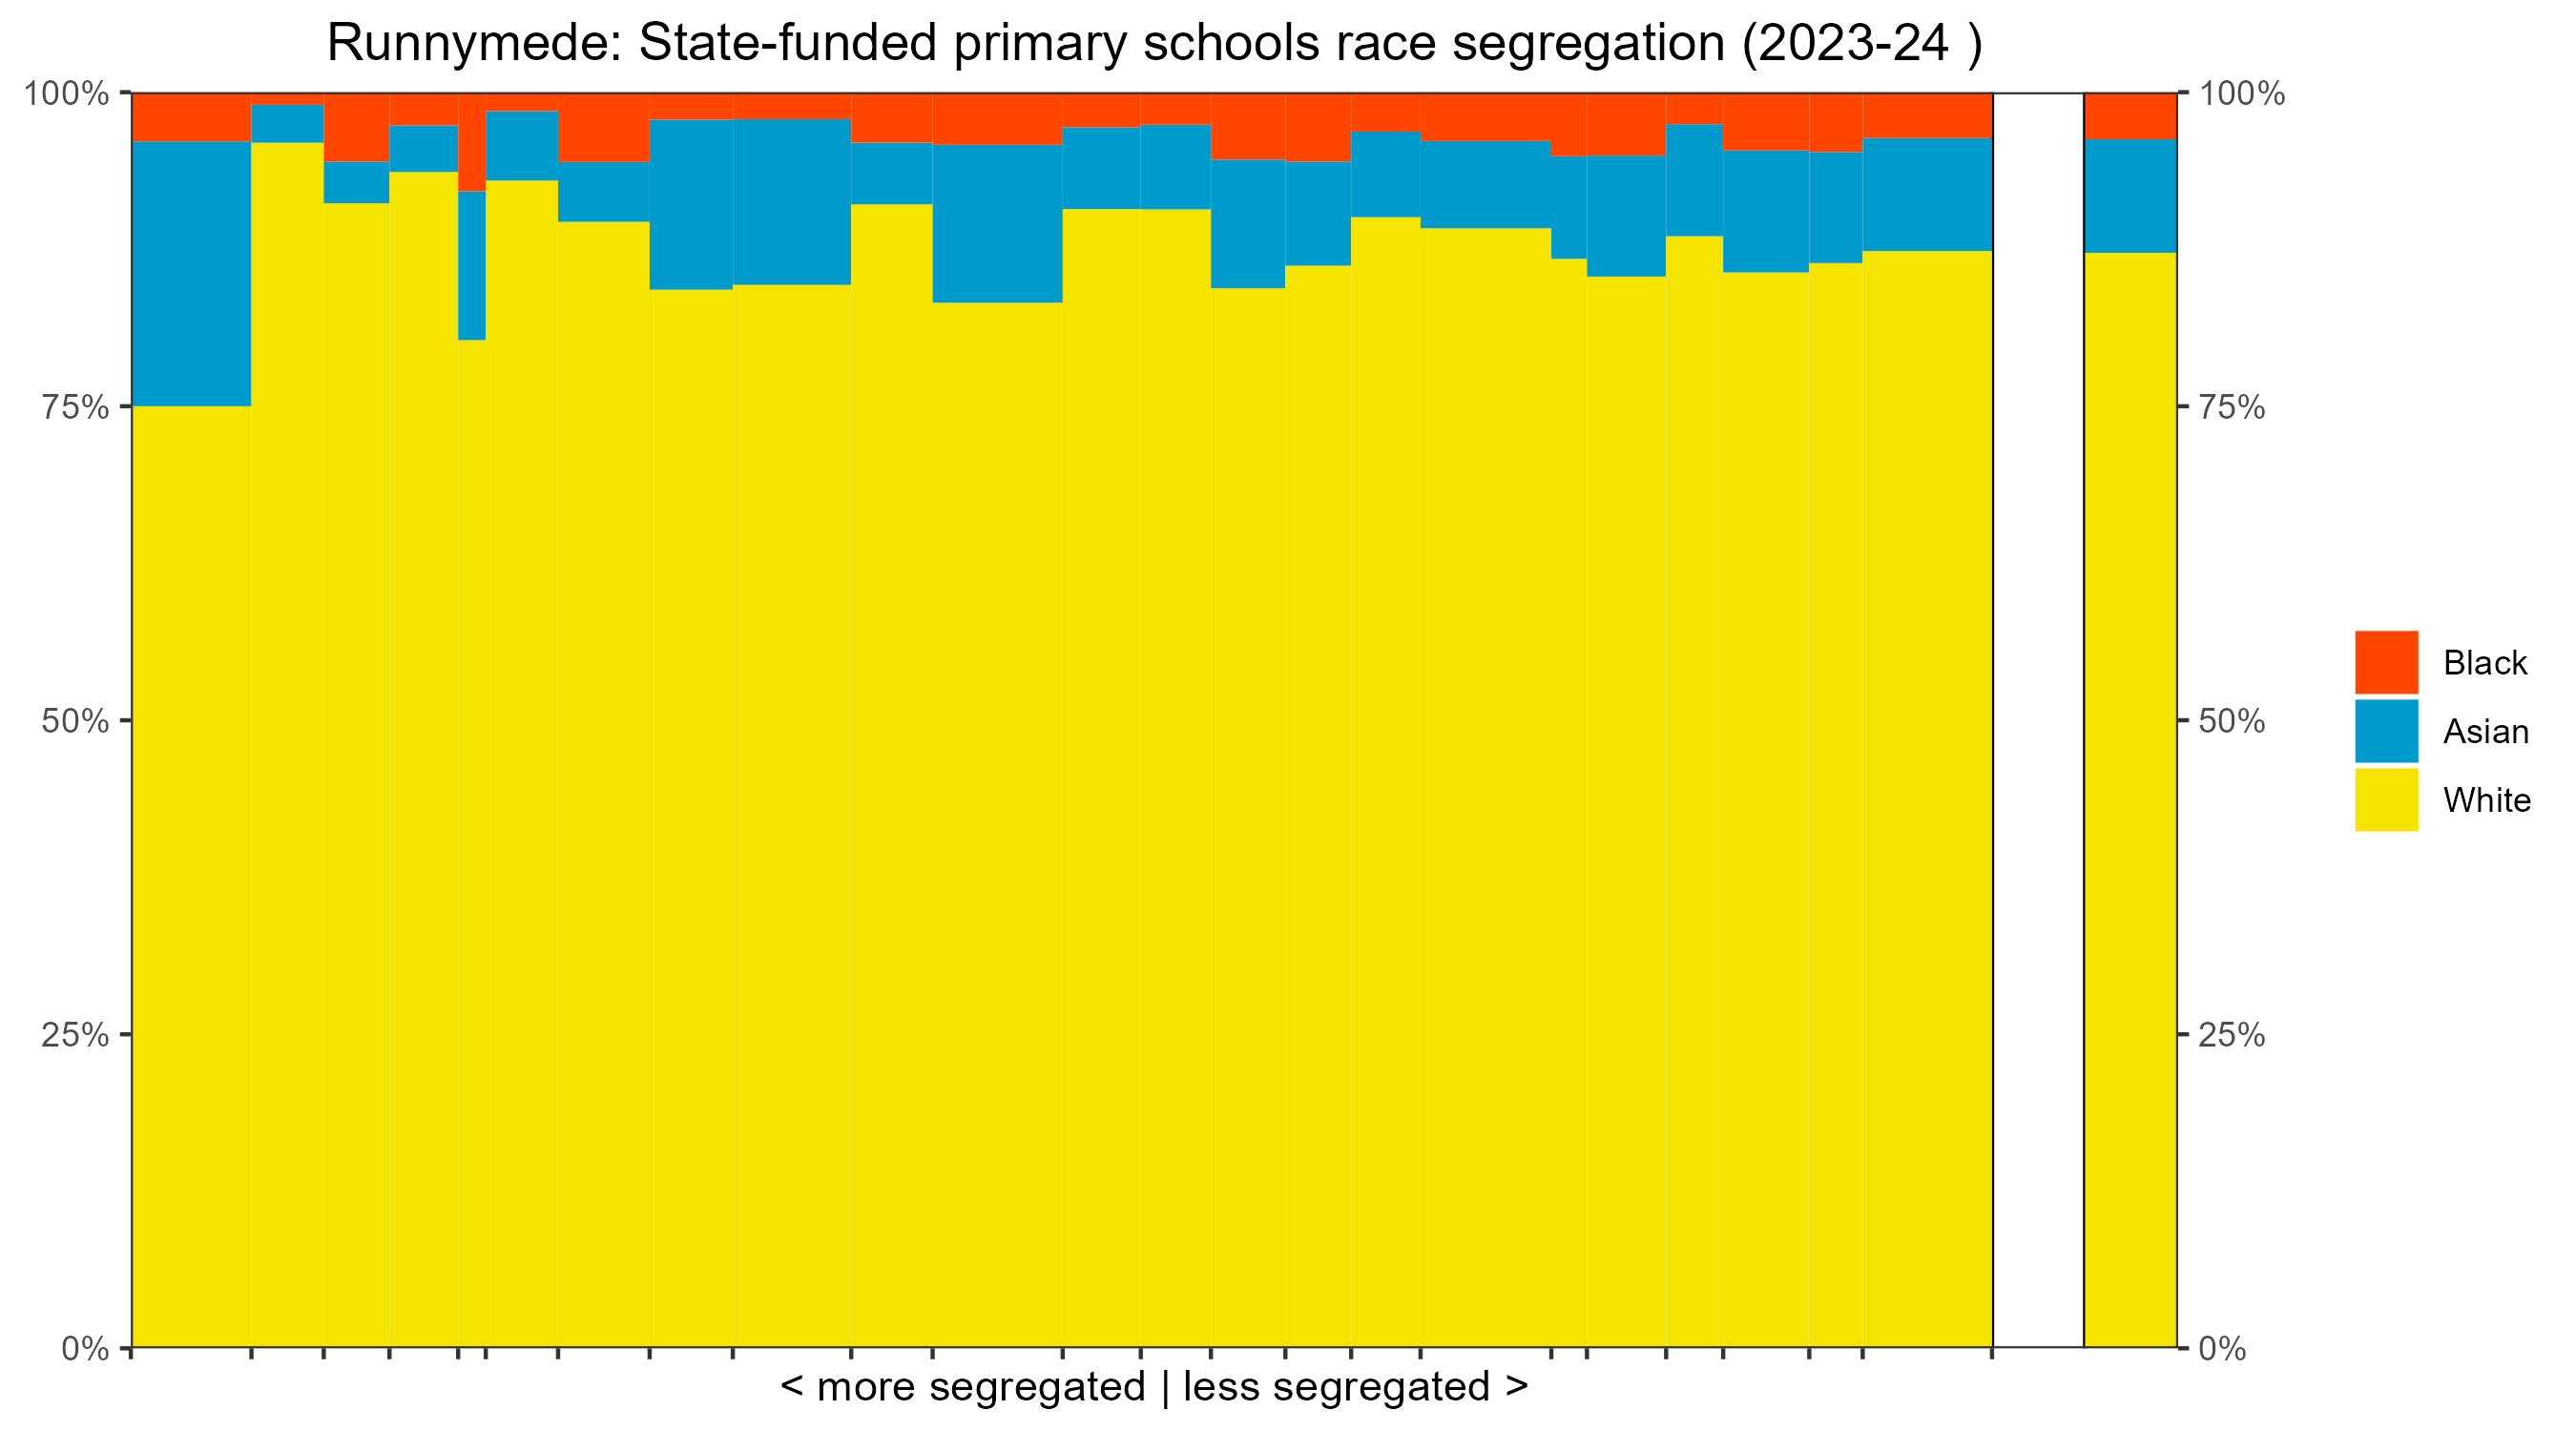 Runnymede: State-funded primary schools race segregation (2023-24 )
100%
75%
50%
25%
0%
100%
75%
50%
25%
0%
Black
Asian
White
< more segregated | less segregated >